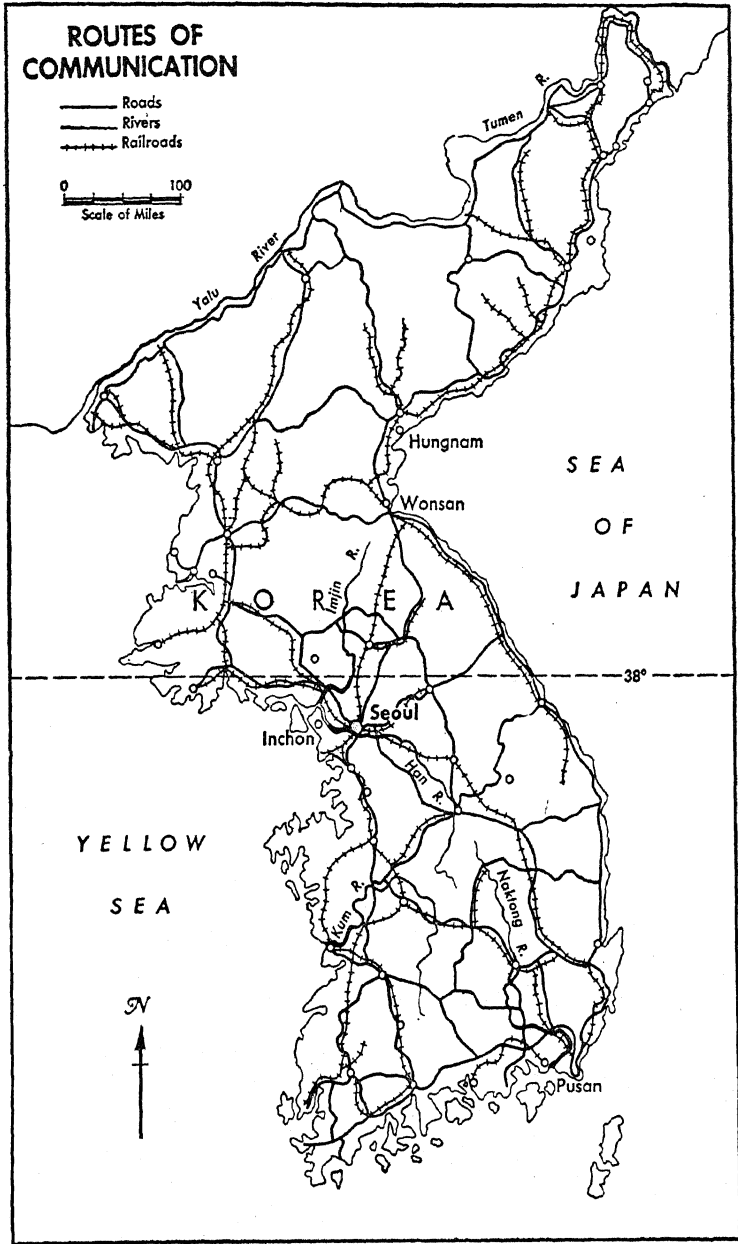 ROUTES OF
COMMUNICATION
Roads
Rivers
Railroads
0 100
Scale of Miles
Tumen R.
Yalu River
Hungnam
SEA
OF
JAPAN
Wonsan
Imjin R.
KOREA
38°
Seoul
Inchon
Han R.
YELLOW
SEA
Kum R.
Naktong R.
N
Pusan